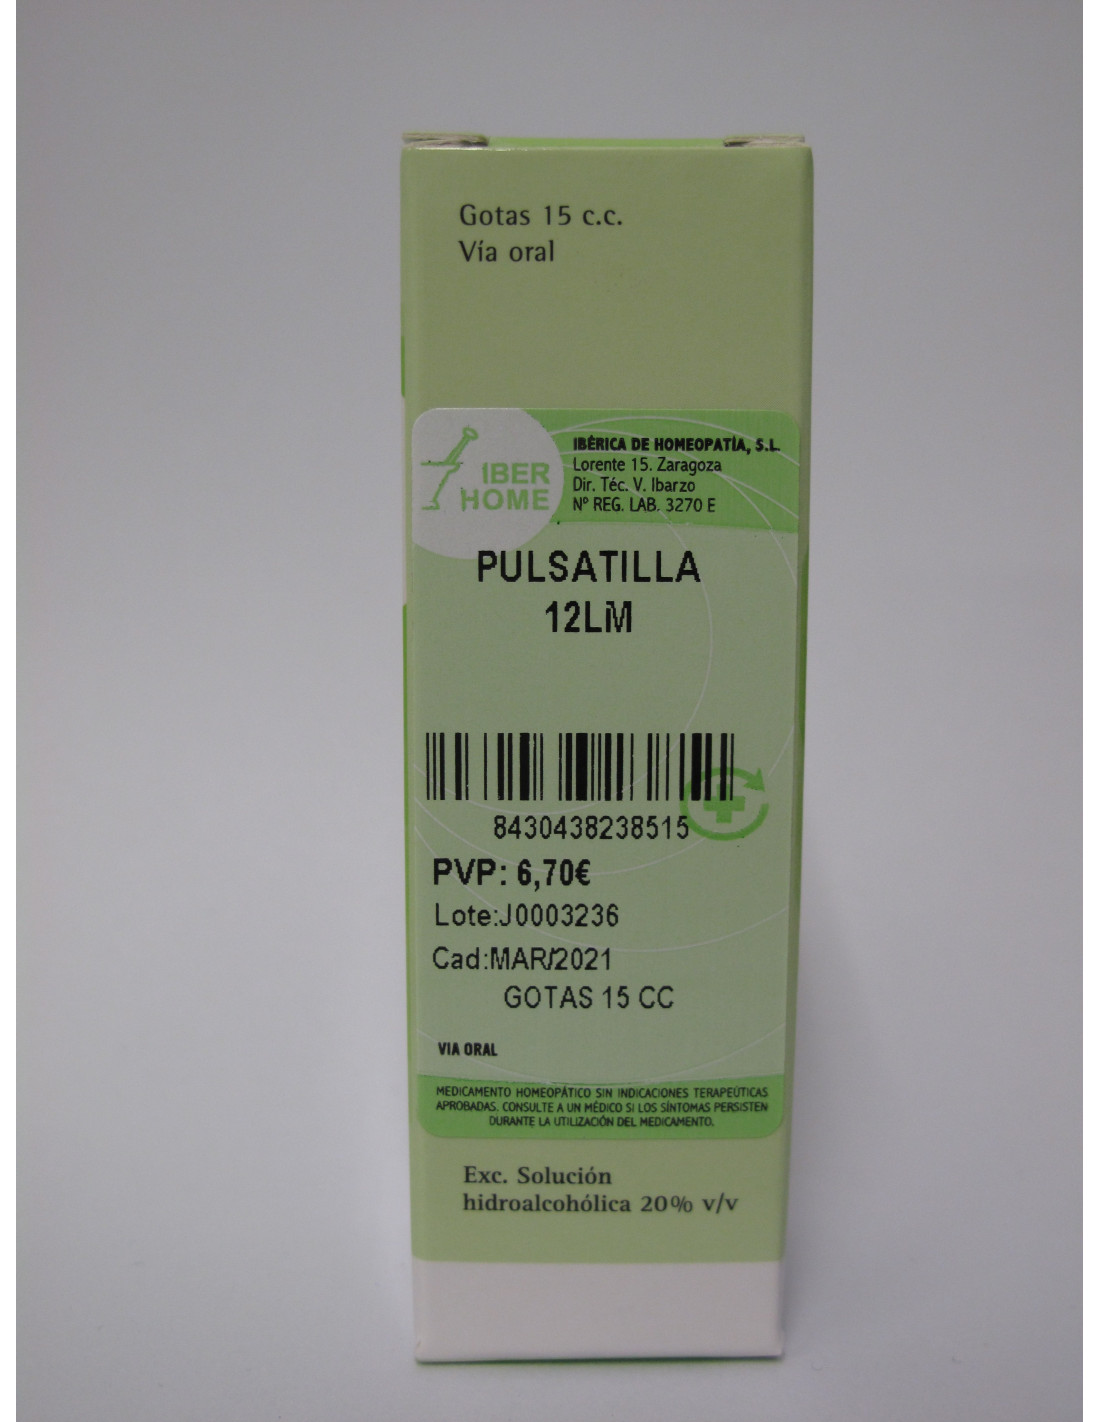 Gotas 15 c.c.
Vía oral
IBER
HOME
IBÉRICA DE HOMEOPATÍA, S.L.
Lorente 15. Zaragoza
Dir. Téc. V. Ibarzo
Nº REG. LAB. 3270 E
PULSATILLA
12LM
8430438238515
PVP: 6,70€
Lote:J0003236
Cad:MAR/2021
GOTAS 15 CC
VIA ORAL
MEDICAMENTO HOMEOPÁTICO SIN INDICACIONES TERAPEÚTICAS
APROBADAS. CONSULTE A UN MÉDICO SI LOS SÍNTOMAS PERSISTEN
DURANTE LA UTILIZACIÓN DEL MEDICAMENTO.
Exc. Solución
hidroalcohólica 20% v/v